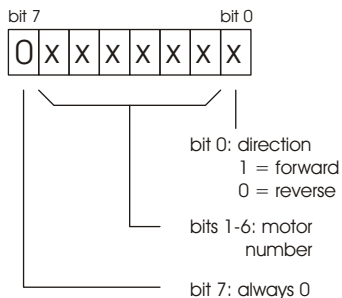 bit 7 bit 0
0 x x x x x x x
bit 0: direction
1 = forward
0 = reverse
bits 1-6: motor
number
bit 7: always 0